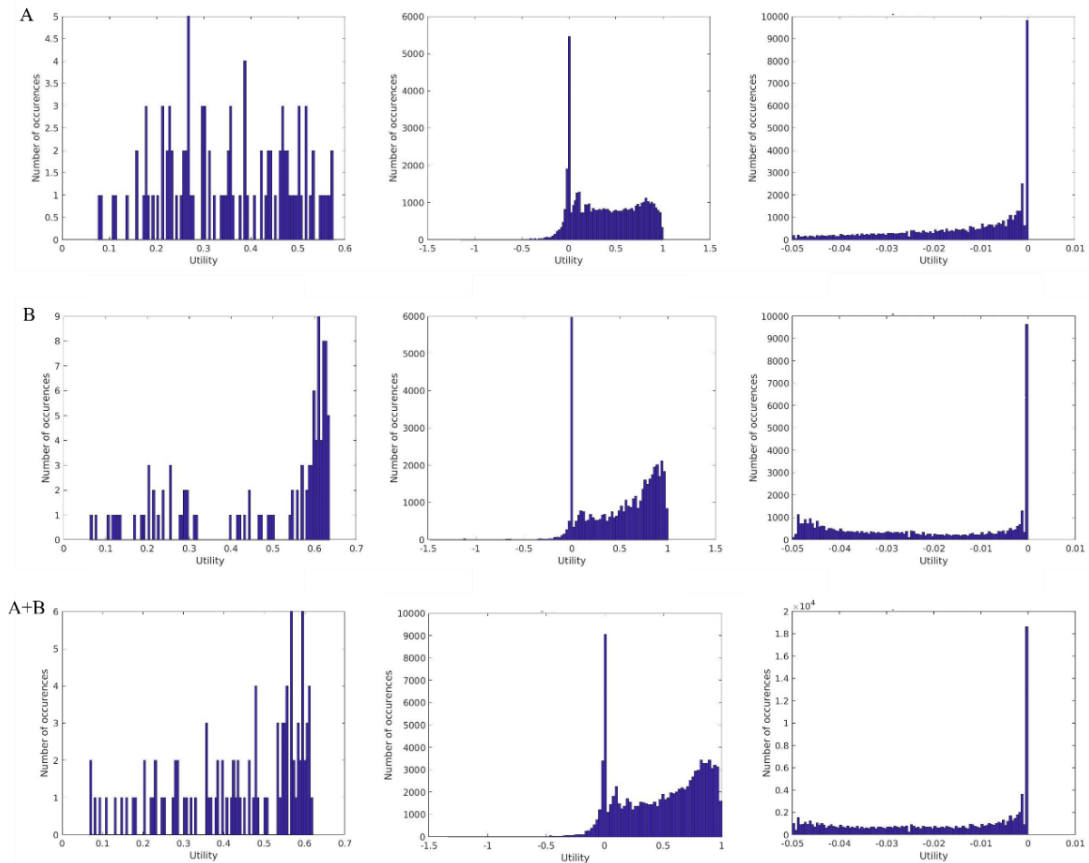 A
5
4.5
4
3.5
3
2.5
2
1.5
1
0.5
0
Number of occurences
0 0.1 0.2 0.3 0.4 0.5 0.6
Utility
6000
5000
4000
3000
2000
1000
0
Number of occurences
-1.5 -1 -0.5 0 0.5 1 1.5
Utility
10000
9000
8000
7000
6000
5000
4000
3000
2000
1000
0
Number of occurences
-0.05 -0.04 -0.03 -0.02 -0.01 0 0.01
Utility
B
9
8
7
6
5
4
3
2
1
0
Number of occurences
0 0.1 0.2 0.3 0.4 0.5 0.6 0.7
Utility
6000
5000
4000
3000
2000
1000
0
Number of occurences
-1.5 -1 -0.5 0 0.5 1 1.5
Utility
10000
9000
8000
7000
6000
5000
4000
3000
2000
1000
0
Number of occurences
-0.05 -0.04 -0.03 -0.02 -0.01 0 0.01
Utility
A+B
6
5
4
3
2
1
0
Number of occurences
0 0.1 0.2 0.3 0.4 0.5 0.6 0.7
Utility
10000
9000
8000
7000
6000
5000
4000
3000
2000
1000
0
Number of occurences
-1.5 -1 -0.5 0 0.5 1
Utility
×10⁴
2
1.8
1.6
1.4
1.2
1
0.8
0.6
0.4
0.2
0
Number of occurences
-0.05 -0.04 -0.03 -0.02 -0.01 0 0.01
Utility